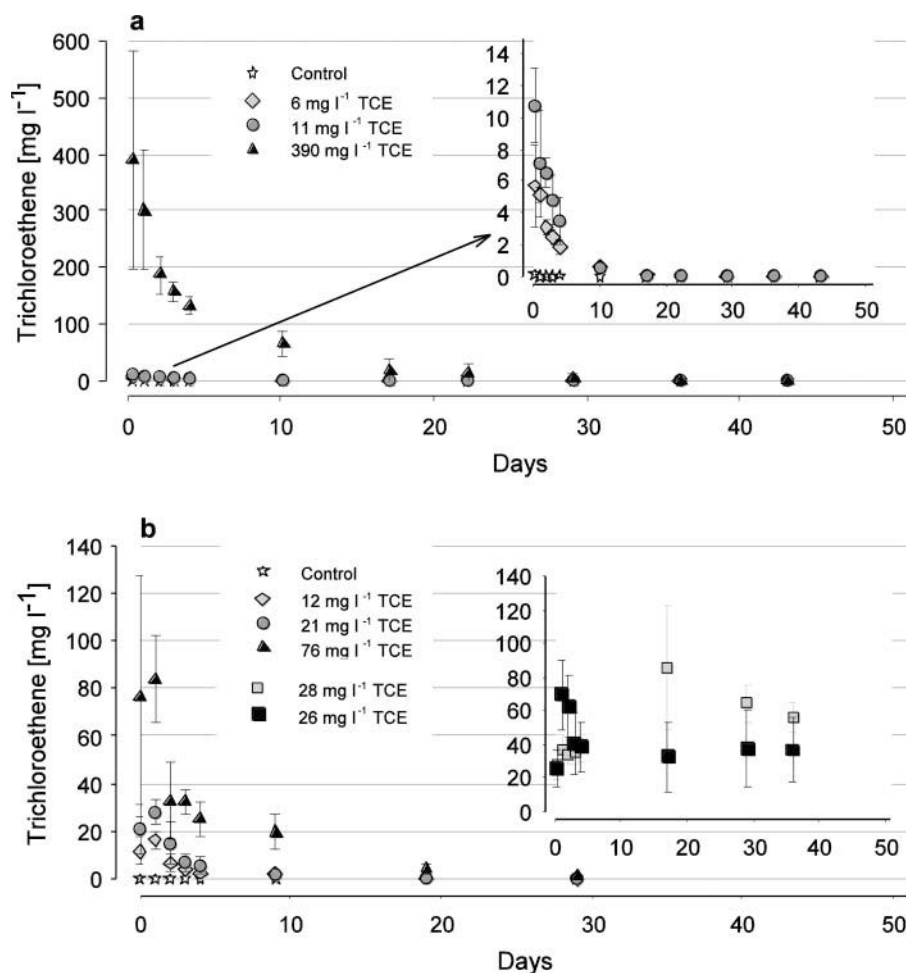 a
Trichloroethene [mg l⁻¹]
600
500
400
300
200
100
0
Control
6 mg l⁻¹ TCE
11 mg l⁻¹ TCE
390 mg l⁻¹ TCE
14
12
10
8
6
4
2
0
0 10 20 30 40 50
0 10 20 30 40 50
Days
b
Trichloroethene [mg l⁻¹]
140
120
100
80
60
40
20
0
Control
12 mg l⁻¹ TCE
21 mg l⁻¹ TCE
76 mg l⁻¹ TCE
28 mg l⁻¹ TCE
26 mg l⁻¹ TCE
140
120
100
80
60
40
20
0
0 10 20 30 40 50
0 10 20 30 40 50
Days